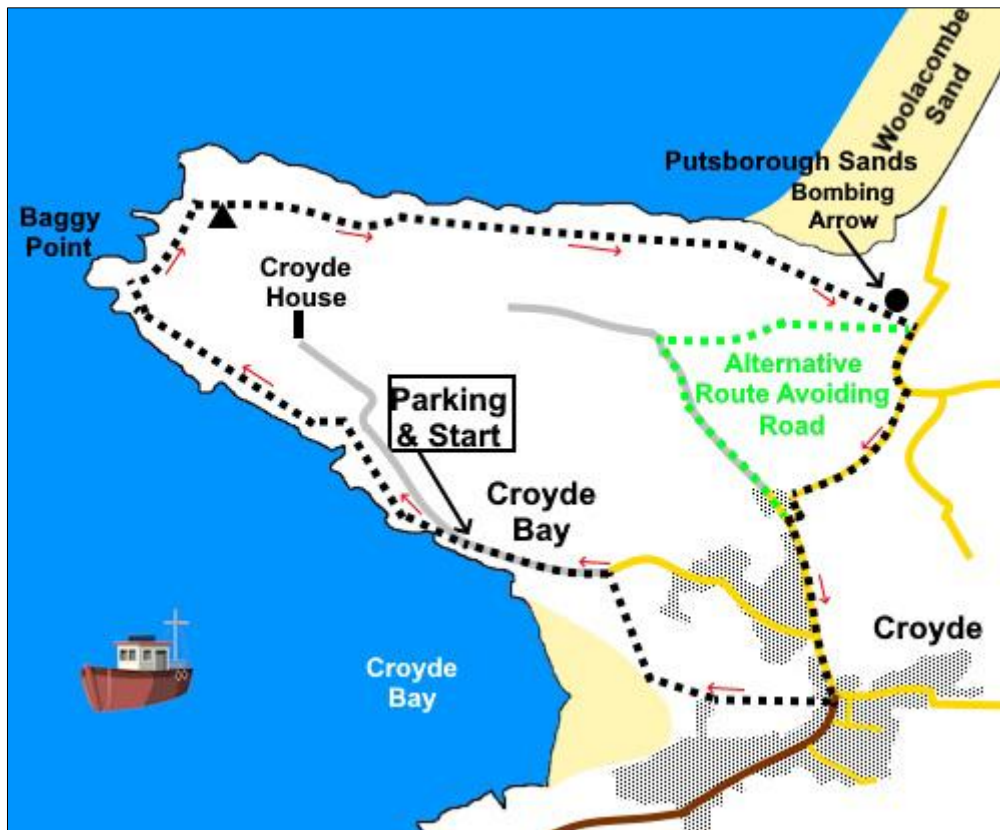 Woolacombe
Sand
Putsborough Sands
Bombing
Arrow
Baggy
Point
Croyde
House
Alternative
Route Avoiding
Road
Parking
& Start
Croyde
Bay
Croyde
Croyde
Bay